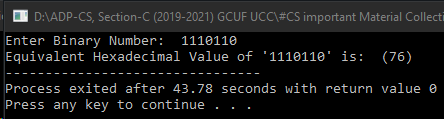 D:\ADP-CS, Section-C (2019-2021) GCUF UCC\#CS important Material Collecti
Enter Binary Number:  1110110
Equivalent Hexadecimal Value of '1110110' is:  (76)
--------------------------------
Process exited after 43.78 seconds with return value 0
Press any key to continue . . .